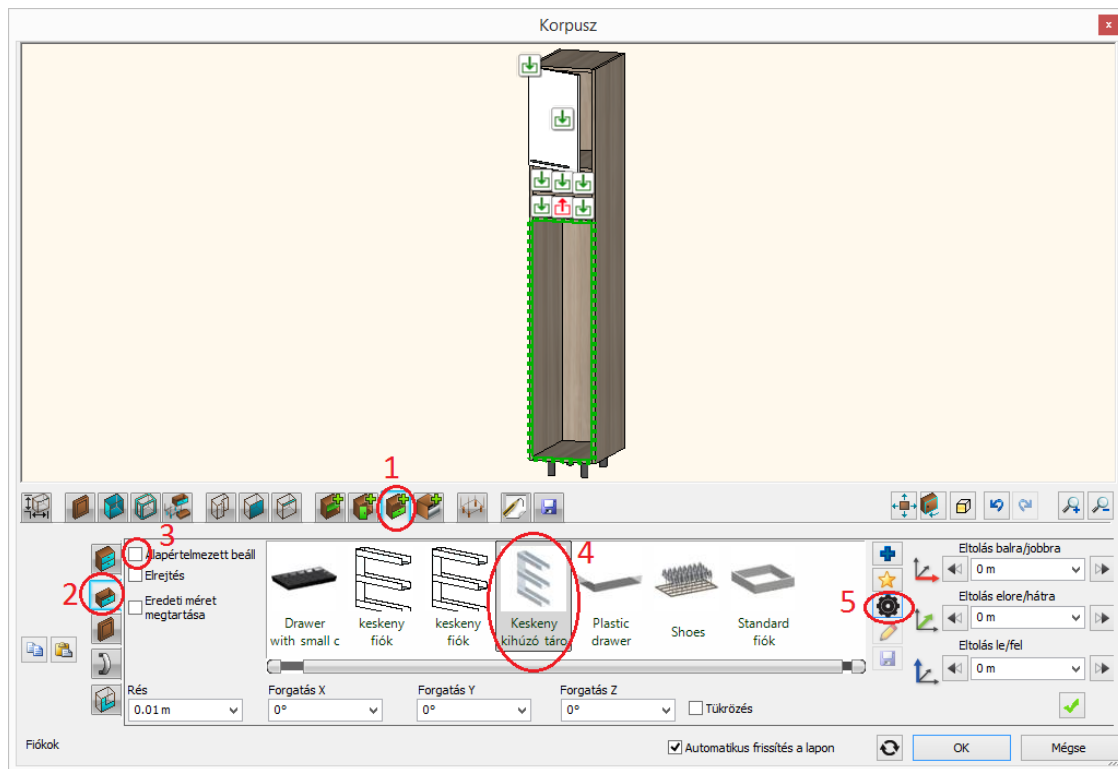 Korpusz
x
1
3
Alapértelmezett beáll
Elrejtés
Eredeti méret
megtartása
2
4
Drawer
with small c
keskeny
fiók
keskeny
fiók
Keskeny
kihúzó táro
Plastic
drawer
Shoes
Standard
fiók
5
Eltolás balra/jobbra
0 m
Eltolás elore/hátra
0 m
Eltolás le/fel
0 m
Rés
0.01 m
Forgatás X
0°
Forgatás Y
0°
Forgatás Z
0°
Tükrözés
Fiókok
Automatikus frissítés a lapon
OK
Mégse